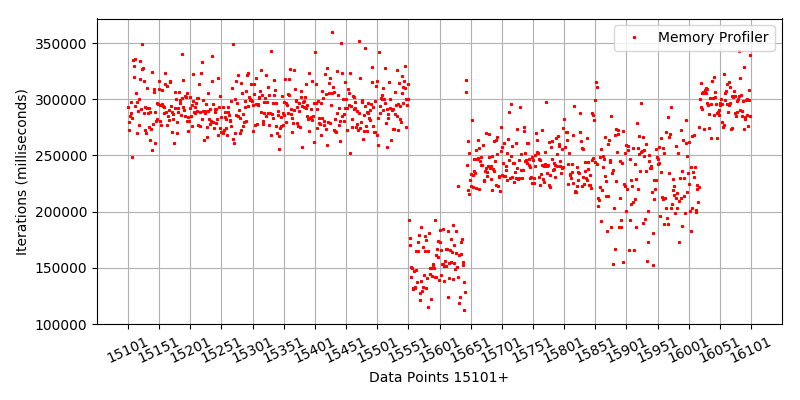 Memory Profiler
Iterations (milliseconds)
350000
300000
250000
200000
150000
100000
15101 15151 15201 15251 15301 15351 15401 15451 15501 15551 15601 15651 15701 15751 15801 15851 15901 15951 16001 16051 16101
Data Points 15101+